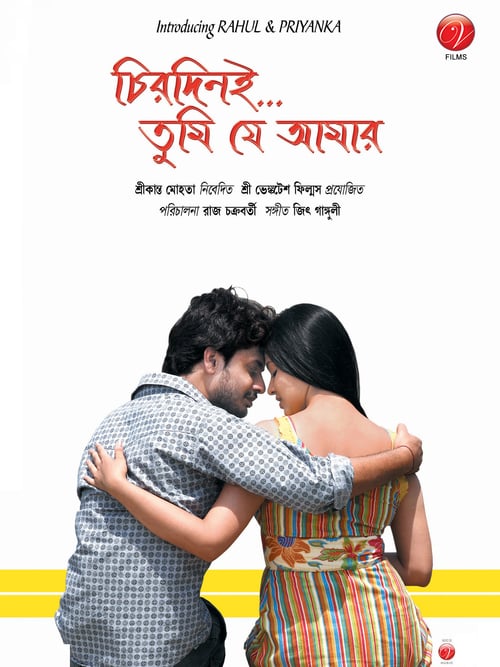 Introducing RAHUL & PRIYANKA
V
FILMS
চিরদিনই...
তুমি যে আমার
শ্রীকান্ত মোহতা নিবেদিত শ্রী ভেঙ্কটেশ ফিল্মস প্রযোজিত
পরিচালনা রাজ চক্রবর্তী সঙ্গীত জিৎ গাঙ্গুলী
V